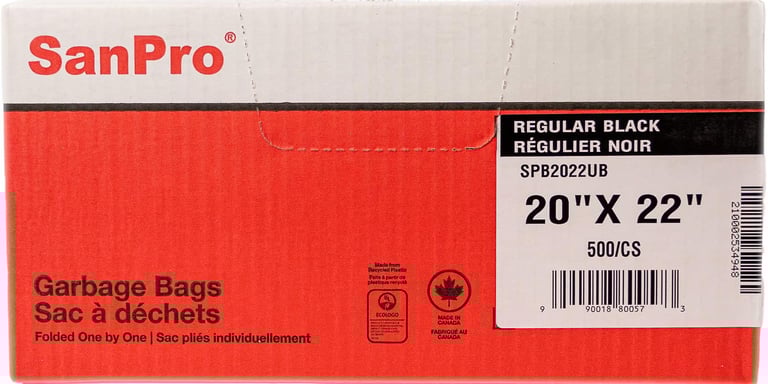 SanPro®
REGULAR BLACK
RÉGULIER NOIR
SPB2022UB
20" X 22"
500/CS
9 90018 80057 3
210002534948
Garbage Bags
Sac à déchets
Folded One by One | Sac pliés individuellement
Made from
Recycled Plastic
Faits à partir de
plastique recyclé
ECOLOGO
MADE IN
CANADA
FABRIQUÉ AU
CANADA